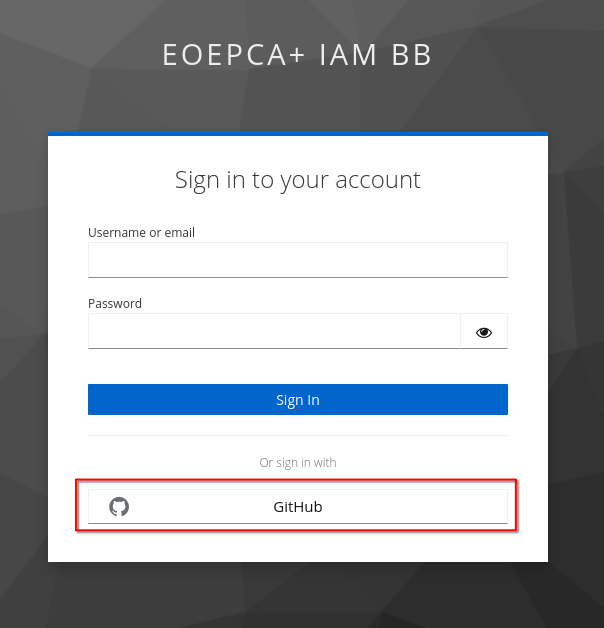 EOEPCA+ IAM BB
Sign in to your account
Username or email
Password
Sign In
Or sign in with
GitHub